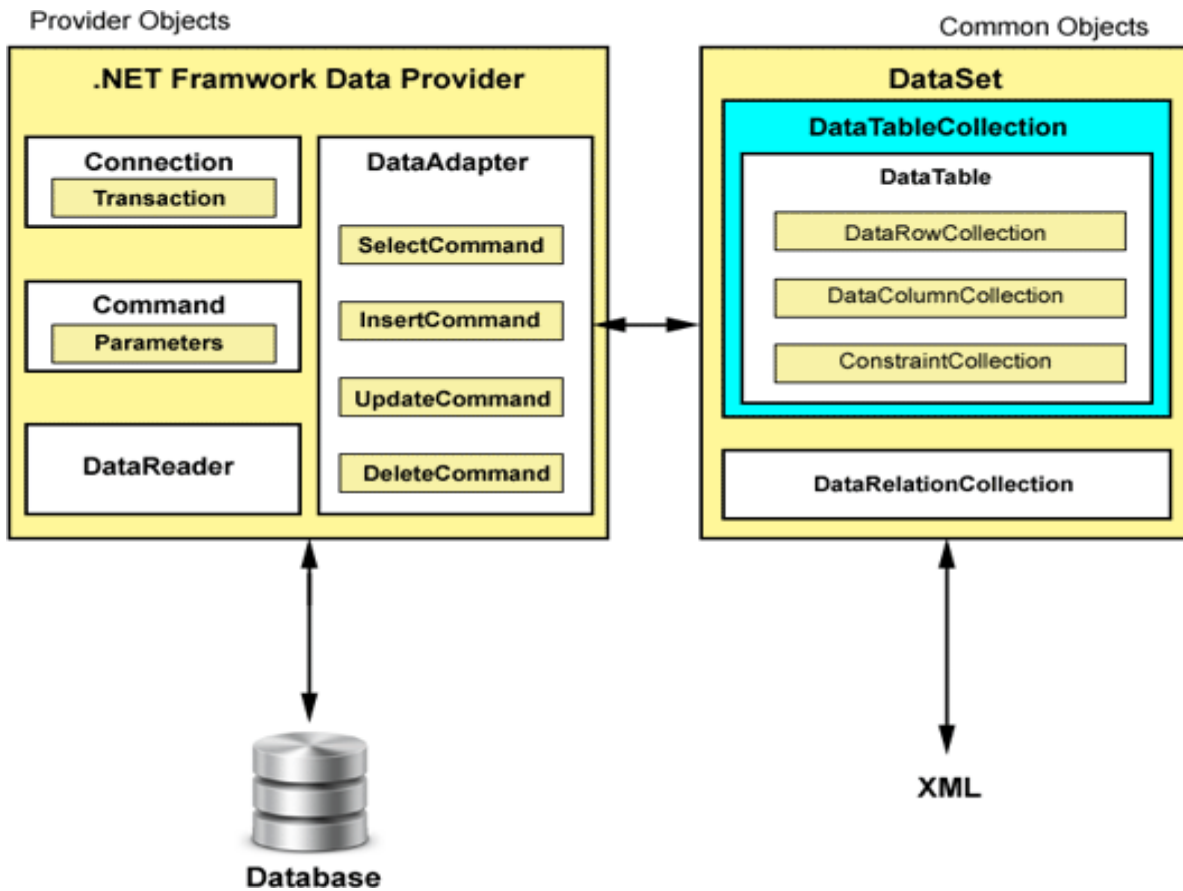 Provider Objects
Common Objects
.NET Framwork Data Provider
Connection
Transaction
Command
Parameters
DataReader
DataAdapter
SelectCommand
InsertCommand
UpdateCommand
DeleteCommand
DataSet
DataTableCollection
DataTable
DataRowCollection
DataColumnCollection
ConstraintCollection
DataRelationCollection
Database
XML